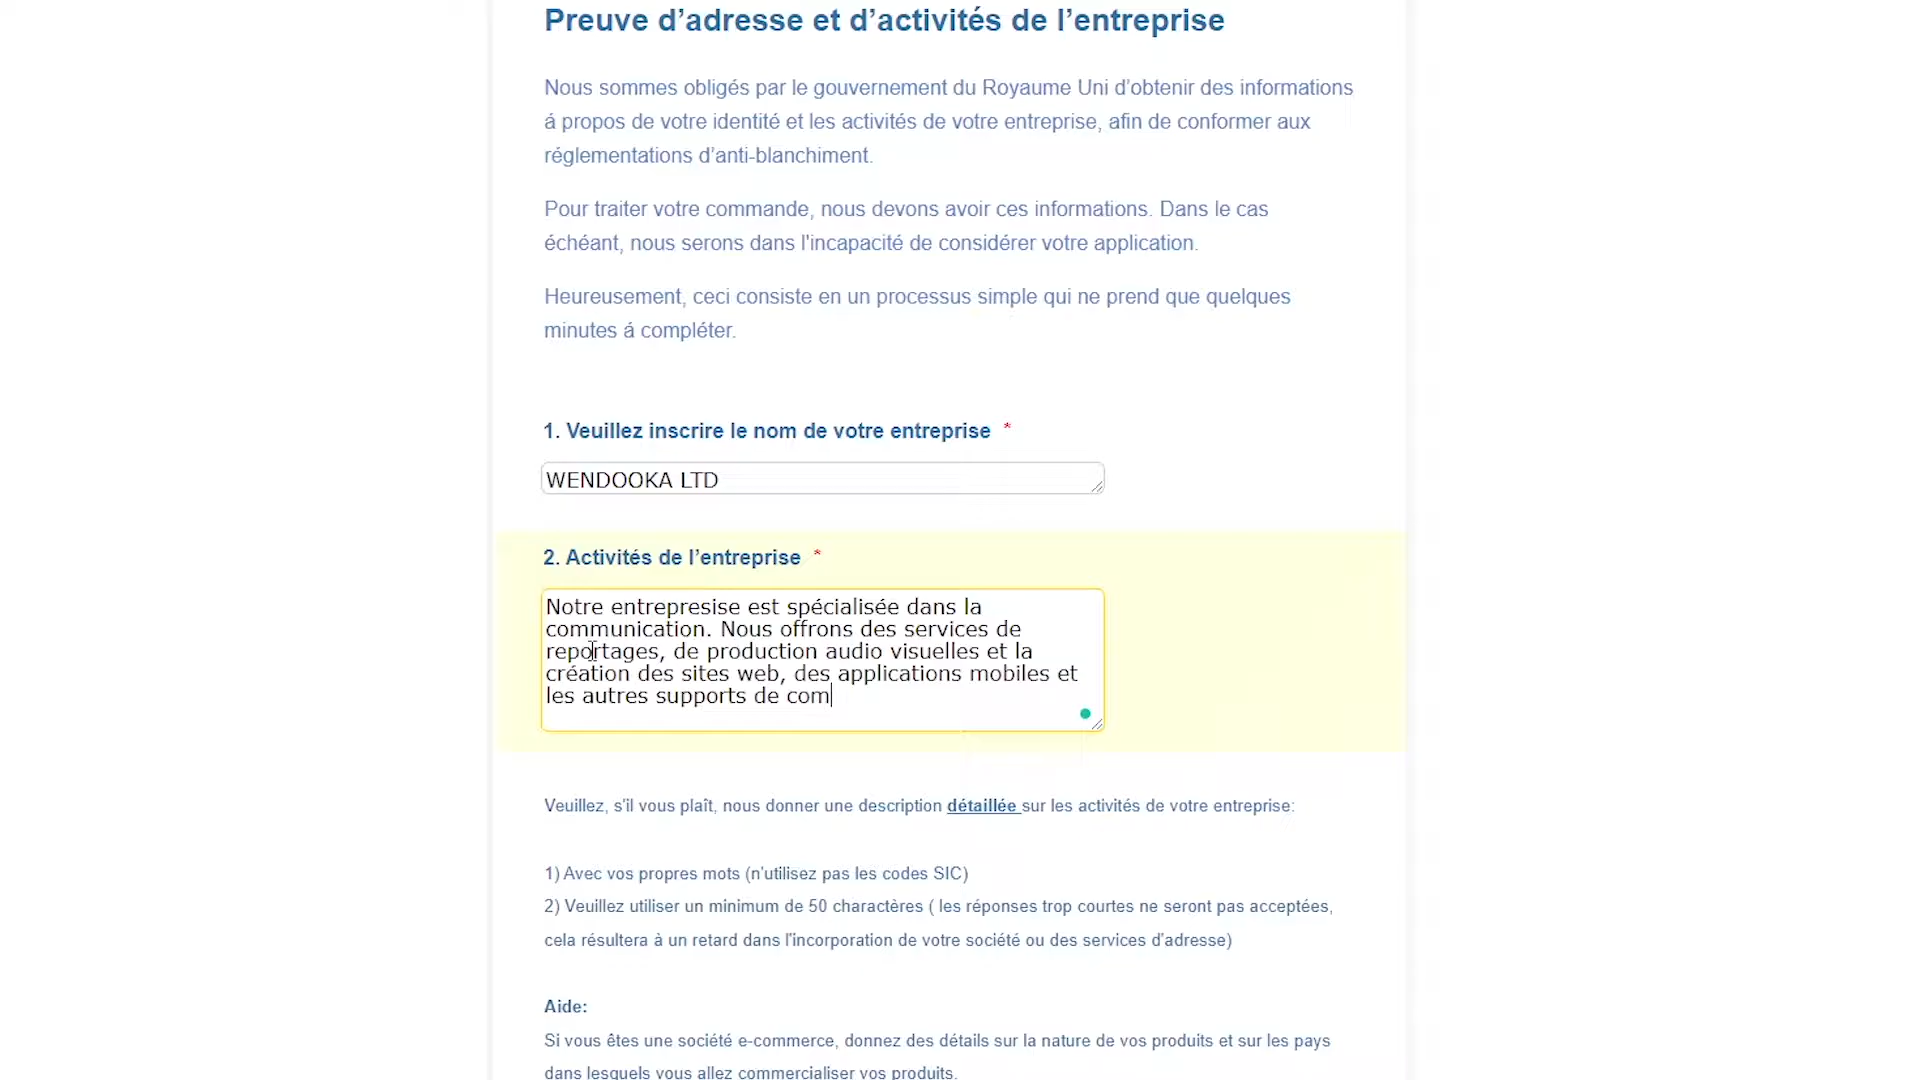 Preuve d’adresse et d’activités de l’entreprise
Nous sommes obligés par le gouvernement du Royaume Uni d’obtenir des informations
á propos de votre identité et les activités de votre entreprise, afin de conformer aux
réglementations d’anti-blanchiment.
Pour traiter votre commande, nous devons avoir ces informations. Dans le cas
échéant, nous serons dans l'incapacité de considérer votre application.
Heureusement, ceci consiste en un processus simple qui ne prend que quelques
minutes á compléter.
1. Veuillez inscrire le nom de votre entreprise *
WENDOOKA LTD
2. Activités de l’entreprise *
Notre entrepresise est spécialisée dans la
communication. Nous offrons des services de
reportages, de production audio visuelles et la
création des sites web, des applications mobiles et
les autres supports de com
Veuillez, s'il vous plaît, nous donner une description détaillée sur les activités de votre entreprise:
1) Avec vos propres mots (n'utilisez pas les codes SIC)
2) Veuillez utiliser un minimum de 50 charactères ( les réponses trop courtes ne seront pas acceptées,
cela résultera à un retard dans l'incorporation de votre société ou des services d'adresse)
Aide:
Si vous êtes une société e-commerce, donnez des détails sur la nature de vos produits et sur les pays
dans lesquels vous allez commercialiser vos produits.